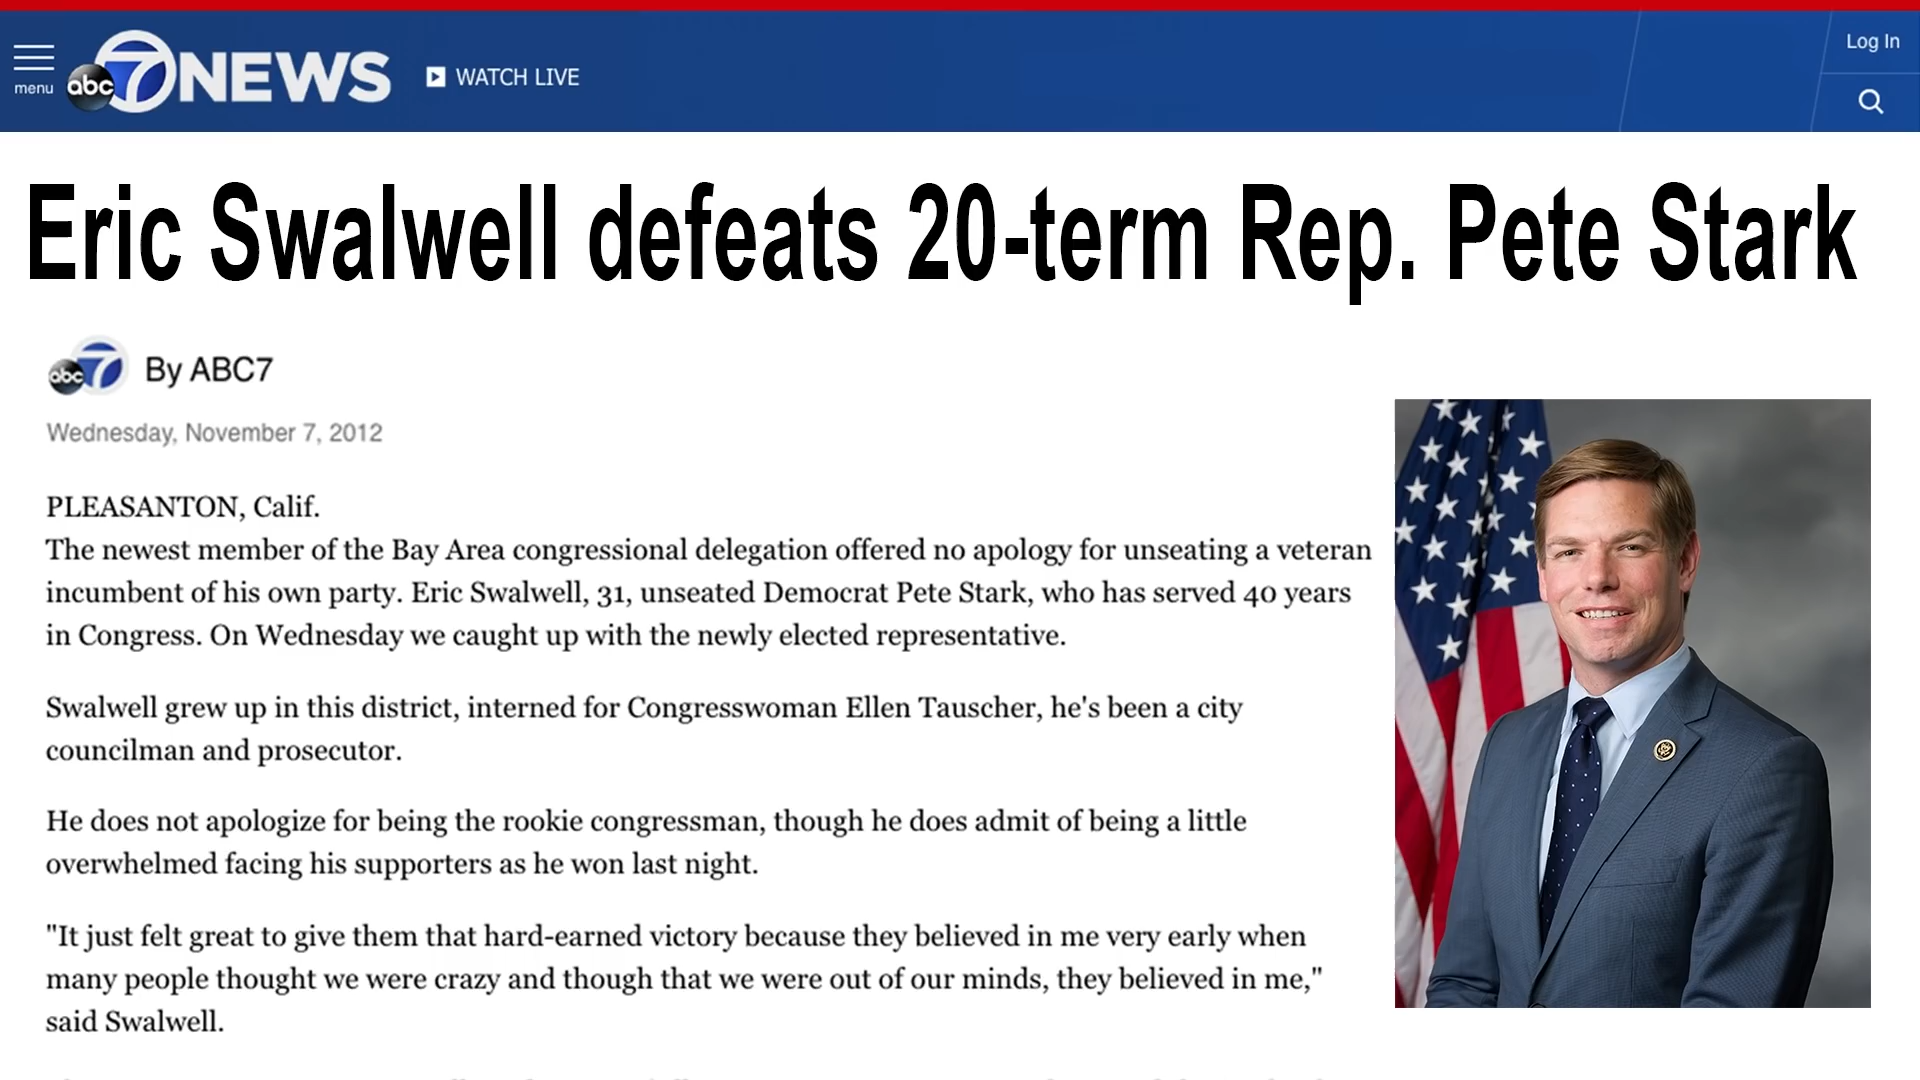 menu
abc 7 NEWS
WATCH LIVE
Log In
Eric Swalwell defeats 20-term Rep. Pete Stark
abc 7
By ABC7
Wednesday, November 7, 2012
PLEASANTON, Calif.
The newest member of the Bay Area congressional delegation offered no apology for unseating a veteran
incumbent of his own party. Eric Swalwell, 31, unseated Democrat Pete Stark, who has served 40 years
in Congress. On Wednesday we caught up with the newly elected representative.
Swalwell grew up in this district, interned for Congresswoman Ellen Tauscher, he's been a city
councilman and prosecutor.
He does not apologize for being the rookie congressman, though he does admit of being a little
overwhelmed facing his supporters as he won last night.
"It just felt great to give them that hard-earned victory because they believed in me very early when
many people thought we were crazy and though that we were out of our minds, they believed in me,"
said Swalwell.